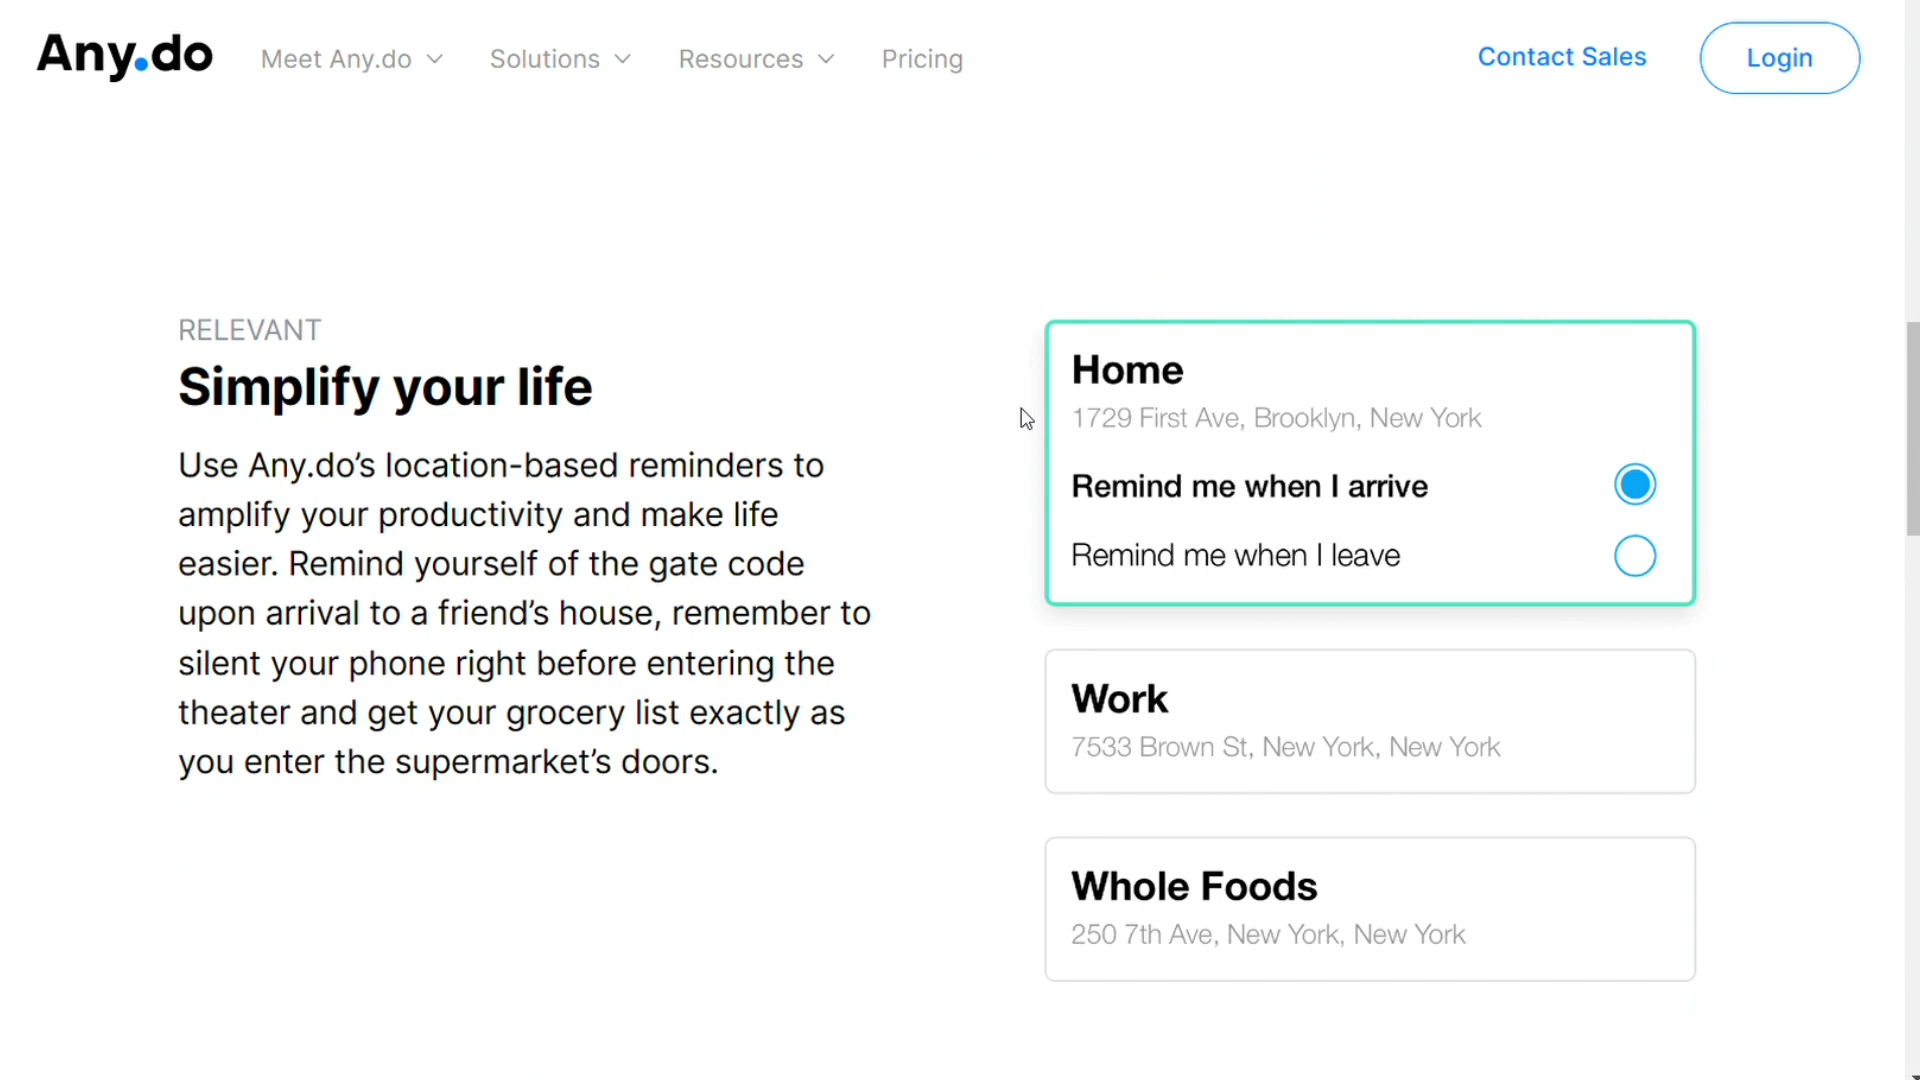 Any.do
Meet Any.do
Solutions
Resources
Pricing
Contact Sales
Login
RELEVANT
Simplify your life
Use Any.do’s location-based reminders to
amplify your productivity and make life
easier. Remind yourself of the gate code
upon arrival to a friend’s house, remember to
silent your phone right before entering the
theater and get your grocery list exactly as
you enter the supermarket’s doors.
Home
1729 First Ave, Brooklyn, New York
Remind me when I arrive
Remind me when I leave
Work
7533 Brown St, New York, New York
Whole Foods
250 7th Ave, New York, New York